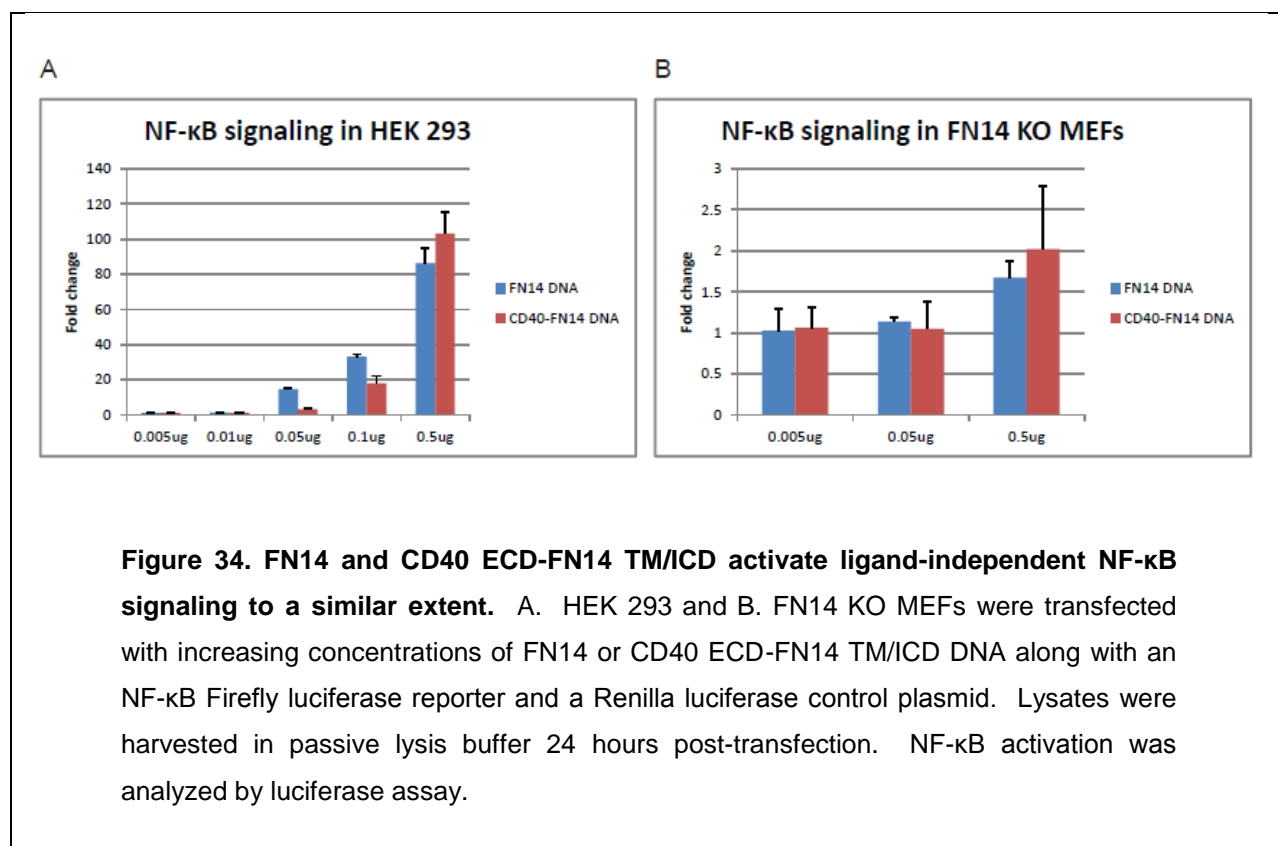 A
NF-κB signaling in HEK 293
140
120
100
80
60
40
20
0
Fold change
0.005ug 0.01ug 0.05ug 0.1ug 0.5ug
FN14 DNA
CD40-FN14 DNA
B
NF-κB signaling in FN14 KO MEFs
3
2.5
2
1.5
1
0.5
0
Fold change
0.005ug 0.05ug 0.5ug
FN14 DNA
CD40-FN14 DNA
Figure 34. FN14 and CD40 ECD-FN14 TM/ICD activate ligand-independent NF-κB
signaling to a similar extent. A. HEK 293 and B. FN14 KO MEFs were transfected
with increasing concentrations of FN14 or CD40 ECD-FN14 TM/ICD DNA along with an
NF-κB Firefly luciferase reporter and a Renilla luciferase control plasmid. Lysates were
harvested in passive lysis buffer 24 hours post-transfection. NF-κB activation was
analyzed by luciferase assay.